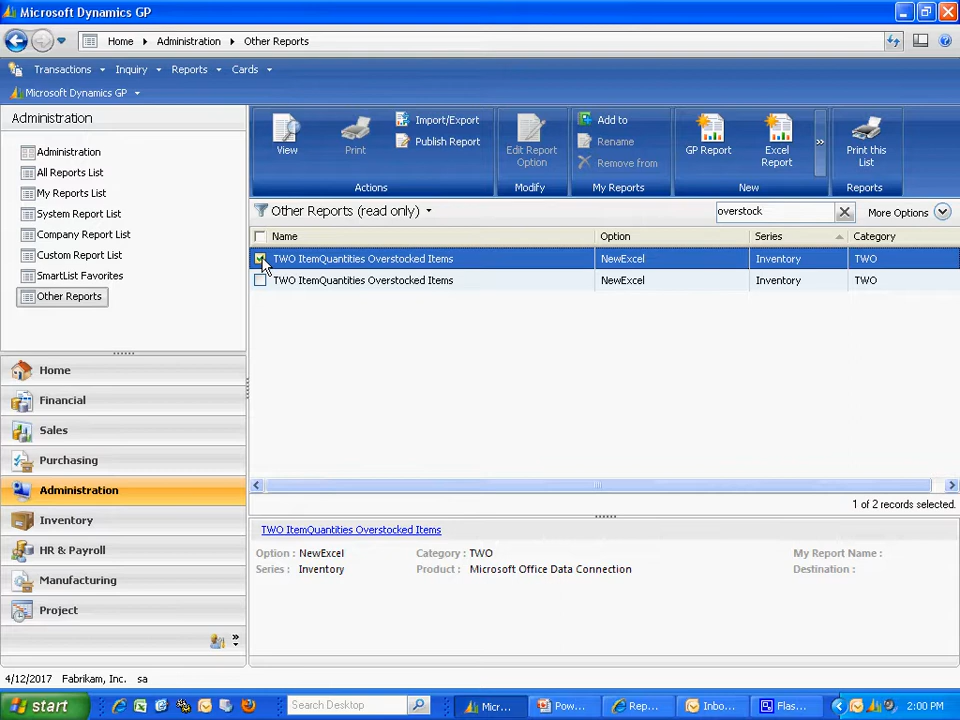 Microsoft Dynamics GP
Home Administration Other Reports
Transactions Inquiry Reports Cards
Microsoft Dynamics GP
Administration
Administration
All Reports List
My Reports List
System Report List
Company Report List
Custom Report List
SmartList Favorites
Other Reports
Home
Financial
Sales
Purchasing
Administration
Inventory
HR & Payroll
Manufacturing
Project
»
View
Print
Import/Export
Publish Report
Actions
Edit Report
Option
Modify
Add to
Rename
Remove from
My Reports
GP Report
Excel
Report
»
New
Print this
List
Reports
Other Reports (read only)
overstock
More Options
Name Option Series Category
TWO ItemQuantities Overstocked Items NewExcel Inventory TWO
TWO ItemQuantities Overstocked Items NewExcel Inventory TWO
1 of 2 records selected.
TWO ItemQuantities Overstocked Items
Option : NewExcel Category : TWO My Report Name :
Series : Inventory Product : Microsoft Office Data Connection Destination :
4/12/2017 Fabrikam, Inc. sa
start
Search Desktop
Micr...
Pow...
Rep...
Inbo...
Flas...
2:00 PM